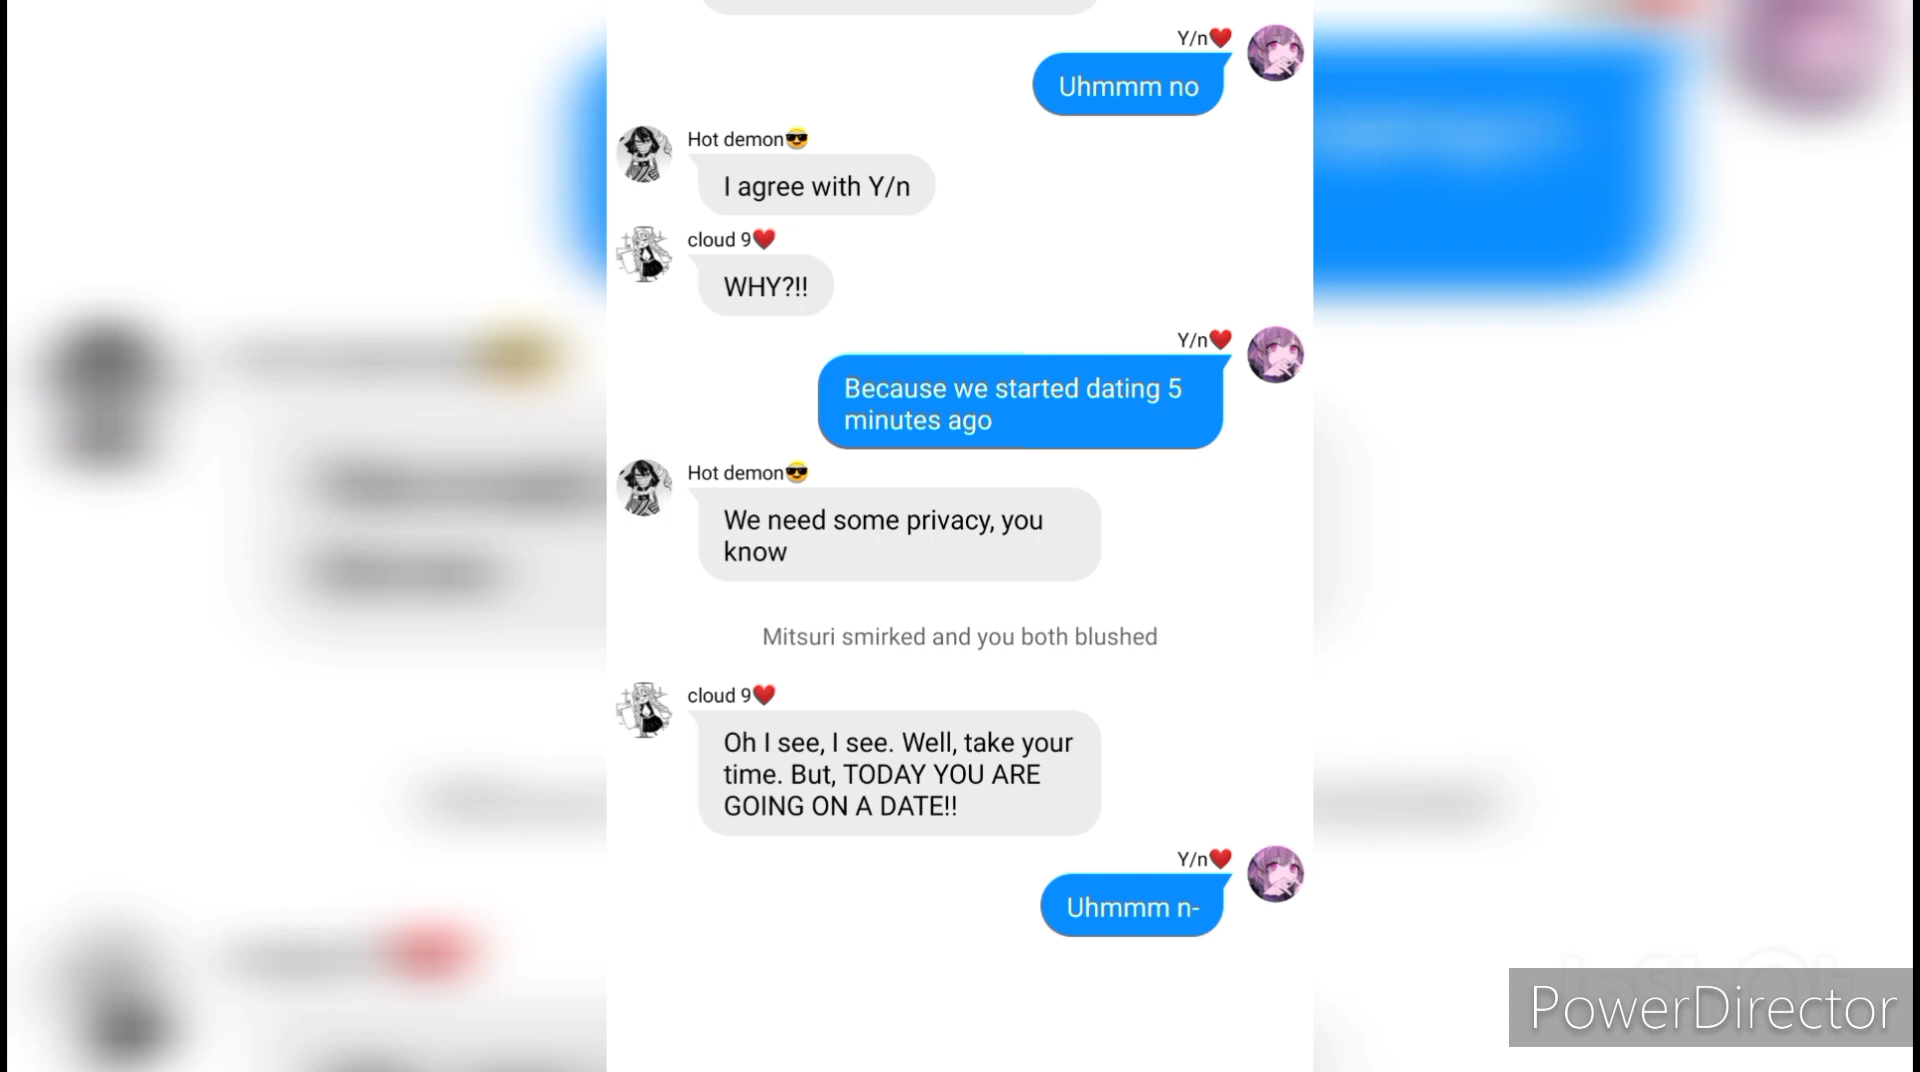 Y/n❤️
Uhmmm no
Hot demon😎
I agree with Y/n
cloud 9❤️
WHY?!!
Y/n❤️
Because we started dating 5
minutes ago
Hot demon😎
We need some privacy, you
know
Mitsuri smirked and you both blushed
cloud 9❤️
Oh I see, I see. Well, take your
time. But, TODAY YOU ARE
GOING ON A DATE!!
Y/n❤️
Uhmmm n-
InShOt
PowerDirector